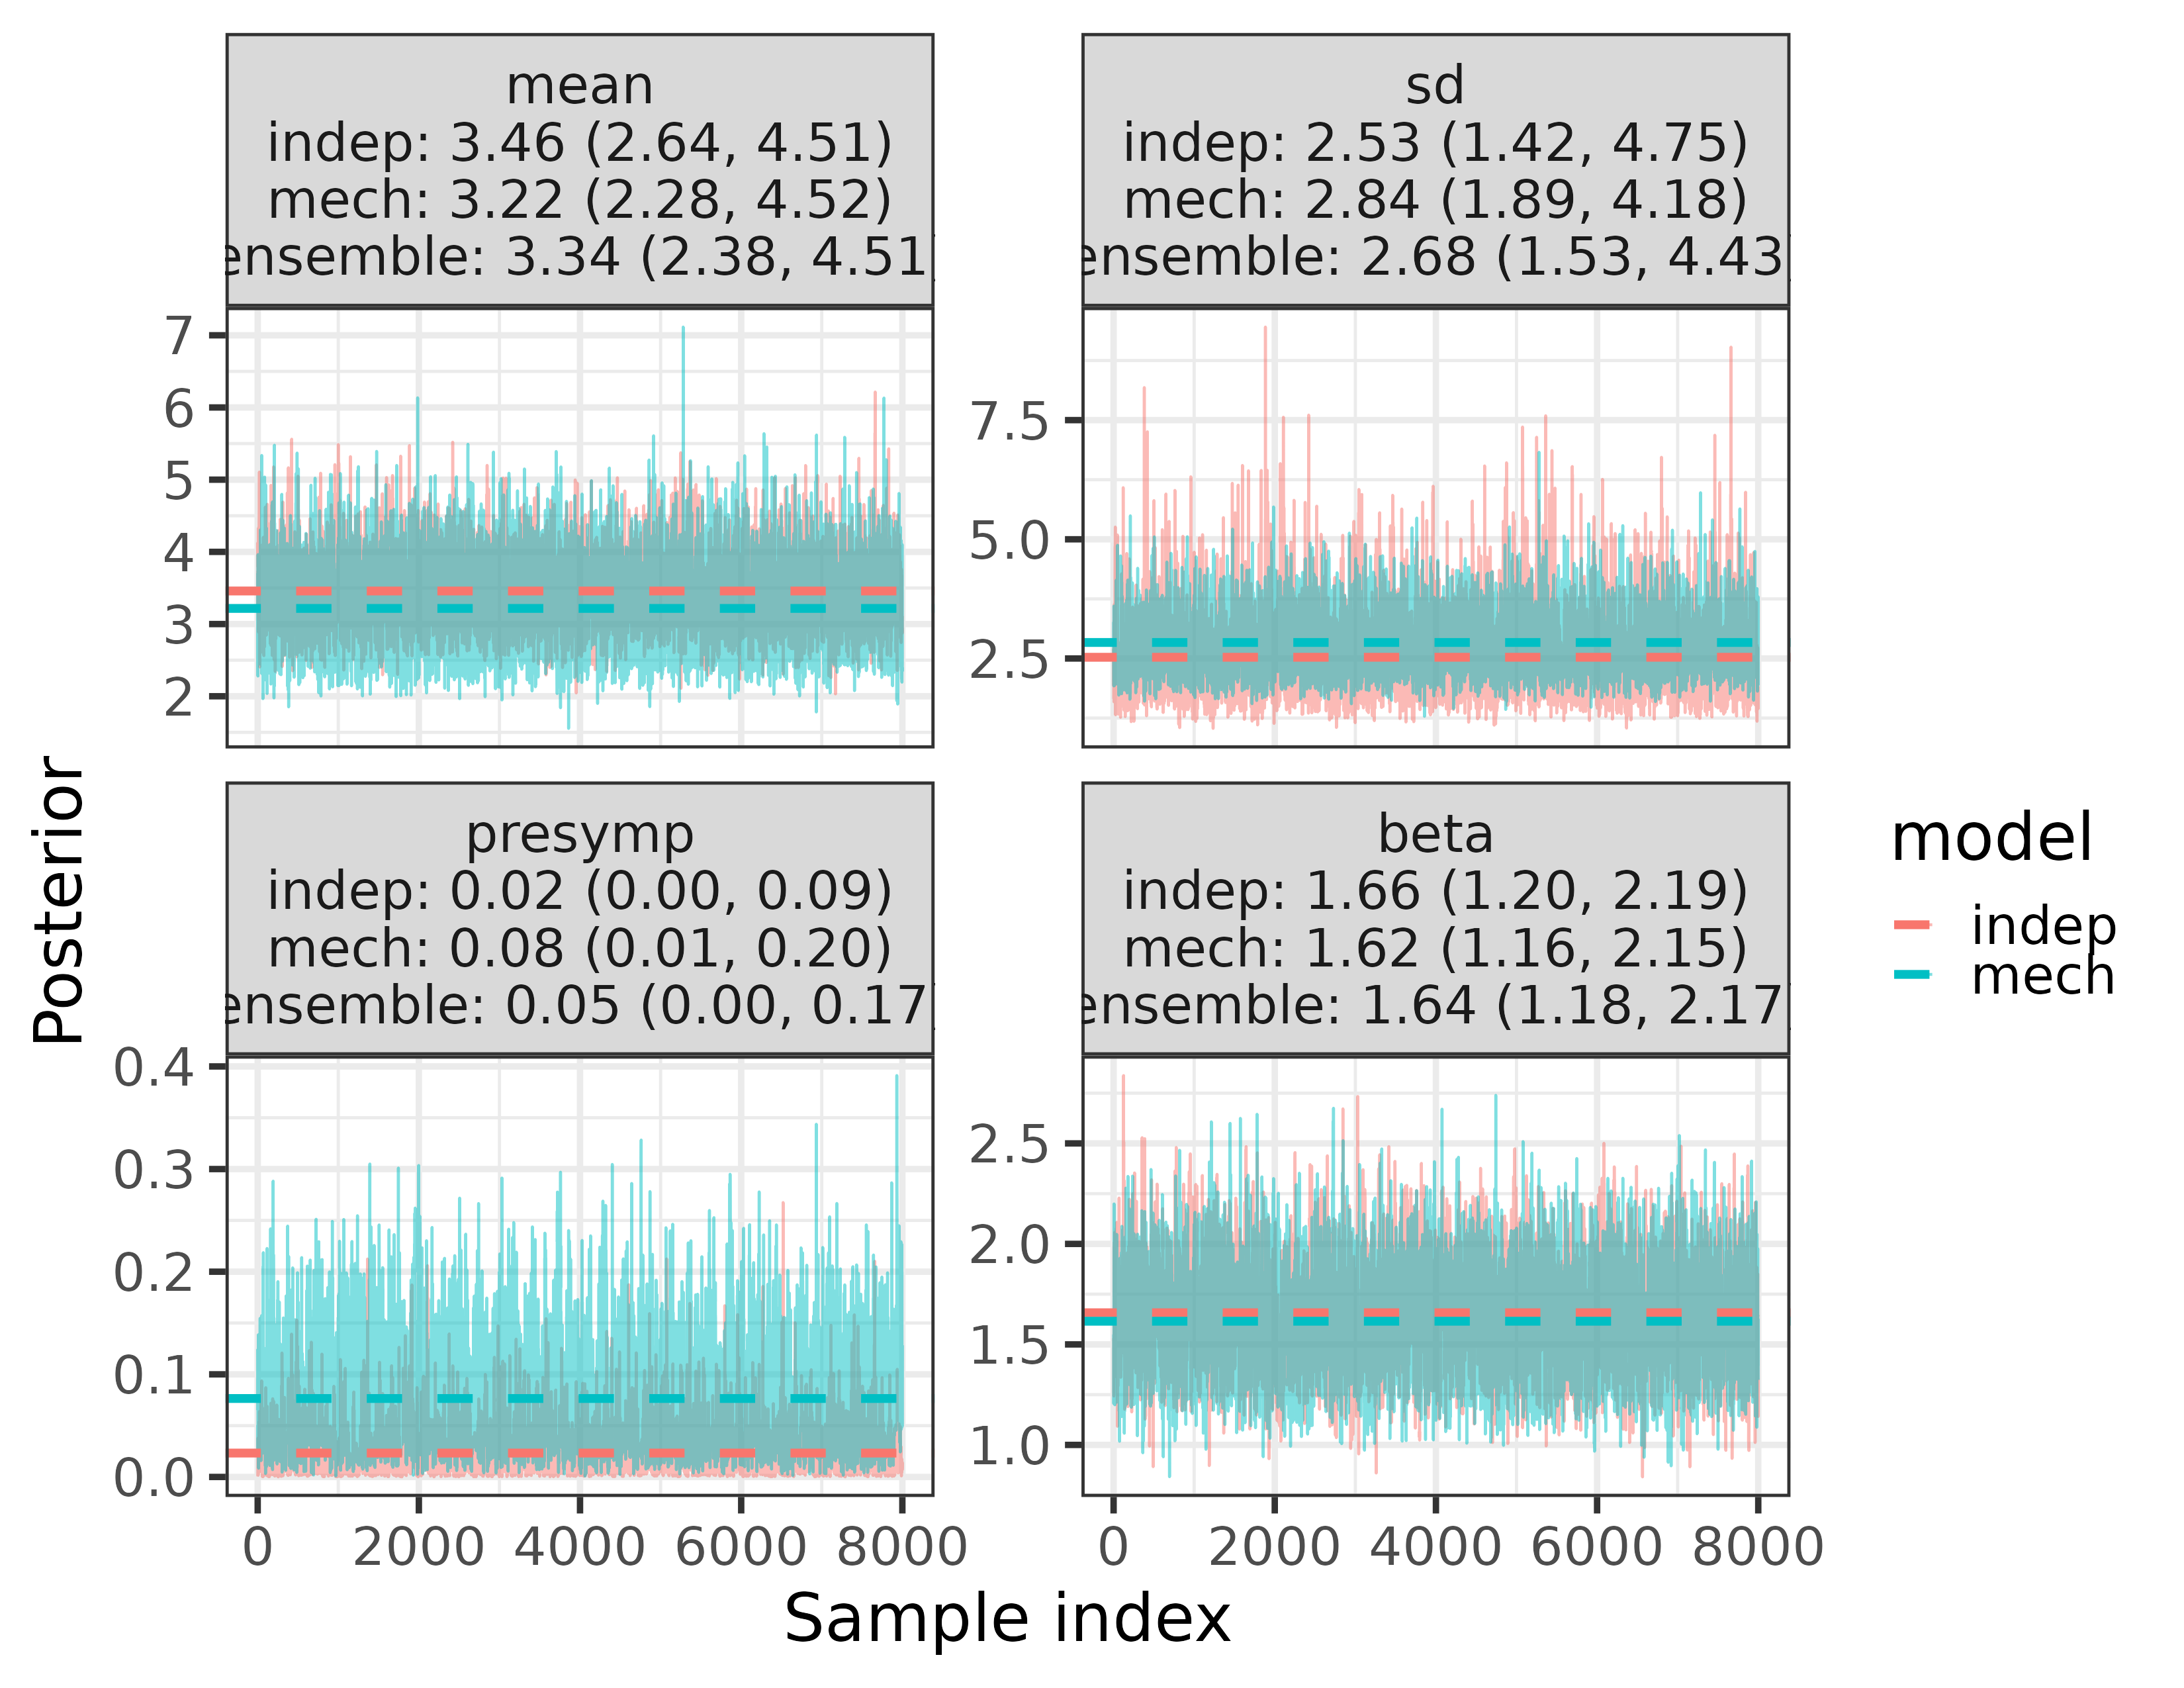 mean
indep: 3.46 (2.64, 4.51)
mech: 3.22 (2.28, 4.52)
ensemble: 3.34 (2.38, 4.51
sd
indep: 2.53 (1.42, 4.75)
mech: 2.84 (1.89, 4.18)
ensemble: 2.68 (1.53, 4.43
7
6
5
4
3
2
7.5
5.0
2.5
Posterior
presymp
indep: 0.02 (0.00, 0.09)
mech: 0.08 (0.01, 0.20)
ensemble: 0.05 (0.00, 0.17
beta
indep: 1.66 (1.20, 2.19)
mech: 1.62 (1.16, 2.15)
ensemble: 1.64 (1.18, 2.17
model
indep
mech
0.4
0.3
0.2
0.1
0.0
2.5
2.0
1.5
1.0
0 2000 4000 6000 8000
0 2000 4000 6000 8000
Sample index